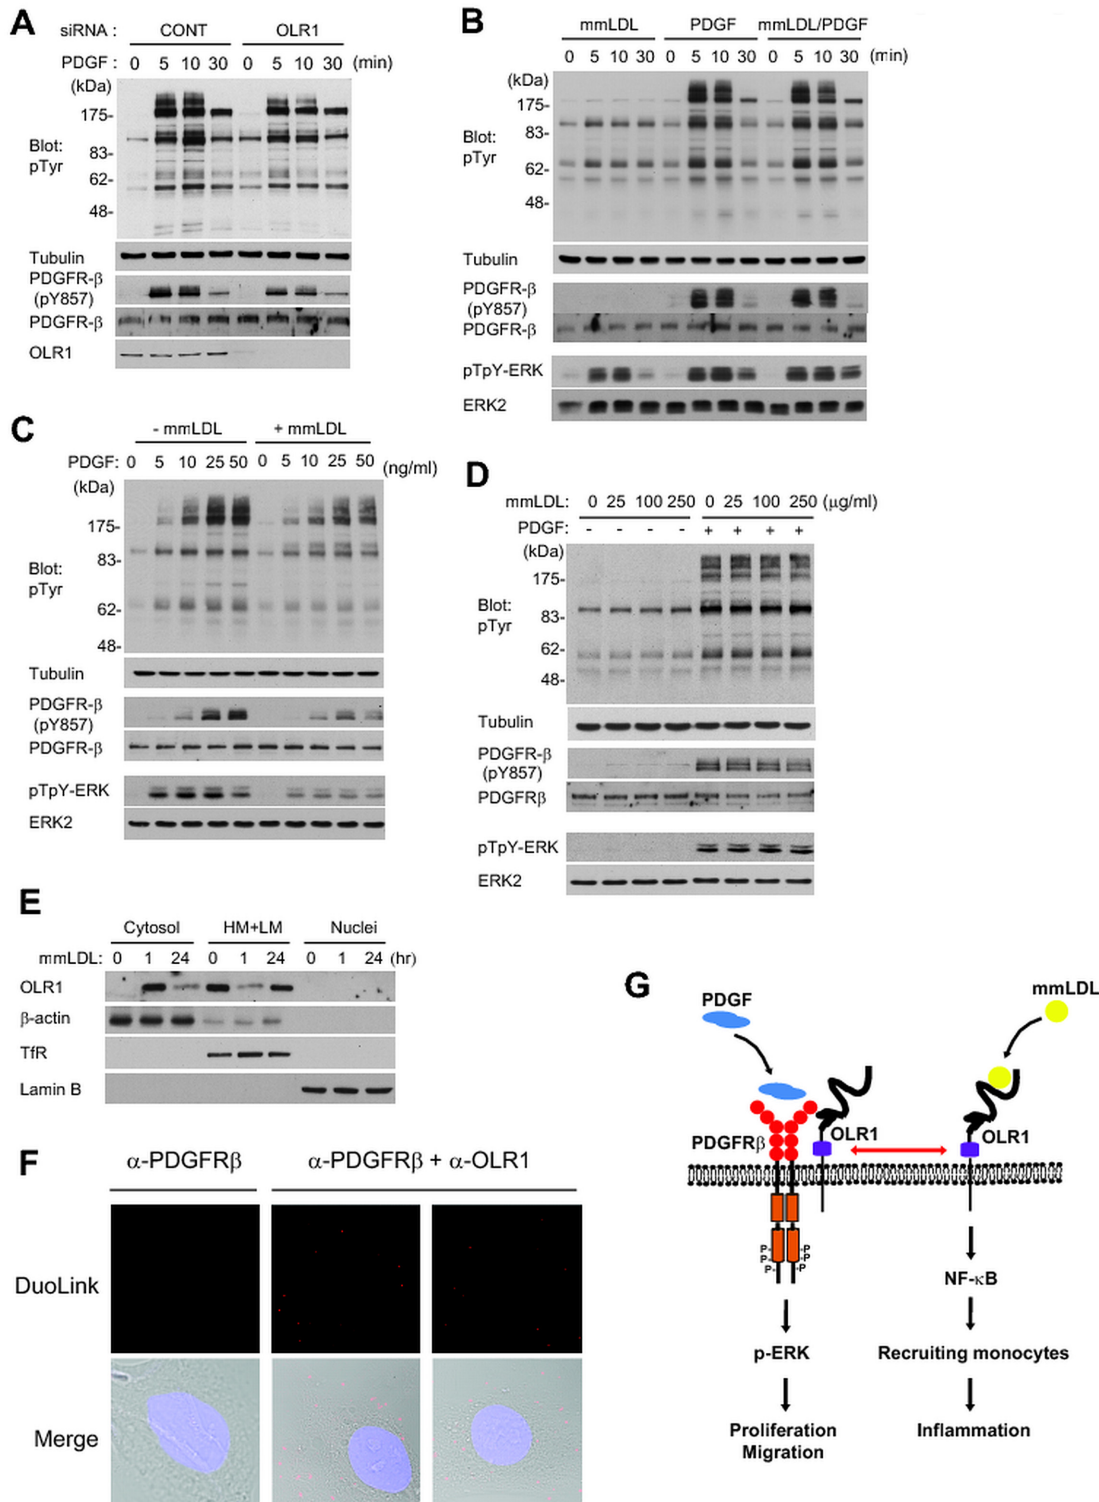 A
siRNA : CONT OLR1
PDGF : 0 5 10 30 0 5 10 30 (min)
(kDa)
175-
Blot:
pTyr
83-
62-
48-
Tubulin
PDGFR-β
(pY857)
PDGFR-β
OLR1
B
mmLDL PDGF mmLDL/PDGF
0 5 10 30 0 5 10 30 0 5 10 30 (min)
(kDa)
175-
Blot:
pTyr
83-
62-
48-
Tubulin
PDGFR-β
(pY857)
PDGFR-β
pTpY-ERK
ERK2
C
- mmLDL + mmLDL
PDGF: 0 5 10 25 50 0 5 10 25 50 (ng/ml)
(kDa)
175-
83-
Blot:
pTyr
62-
48-
Tubulin
PDGFR-β
(pY857)
PDGFR-β
pTpY-ERK
ERK2
D
mmLDL: 0 25 100 250 0 25 100 250 (μg/ml)
PDGF: - - - - + + + +
(kDa)
175-
Blot:
pTyr
83-
62-
48-
Tubulin
PDGFR-β
(pY857)
PDGFRβ
pTpY-ERK
ERK2
E
Cytosol HM+LM Nuclei
mmLDL: 0 1 24 0 1 24 0 1 24 (hr)
OLR1
β-actin
TfR
Lamin B
F
α-PDGFRβ α-PDGFRβ + α-OLR1
DuoLink
Merge
G
PDGF
mmLDL
PDGFRβ
OLR1
OLR1
P- -P
P- -P
P- -P
NF-κB
p-ERK
Recruiting monocytes
Proliferation
Migration
Inflammation